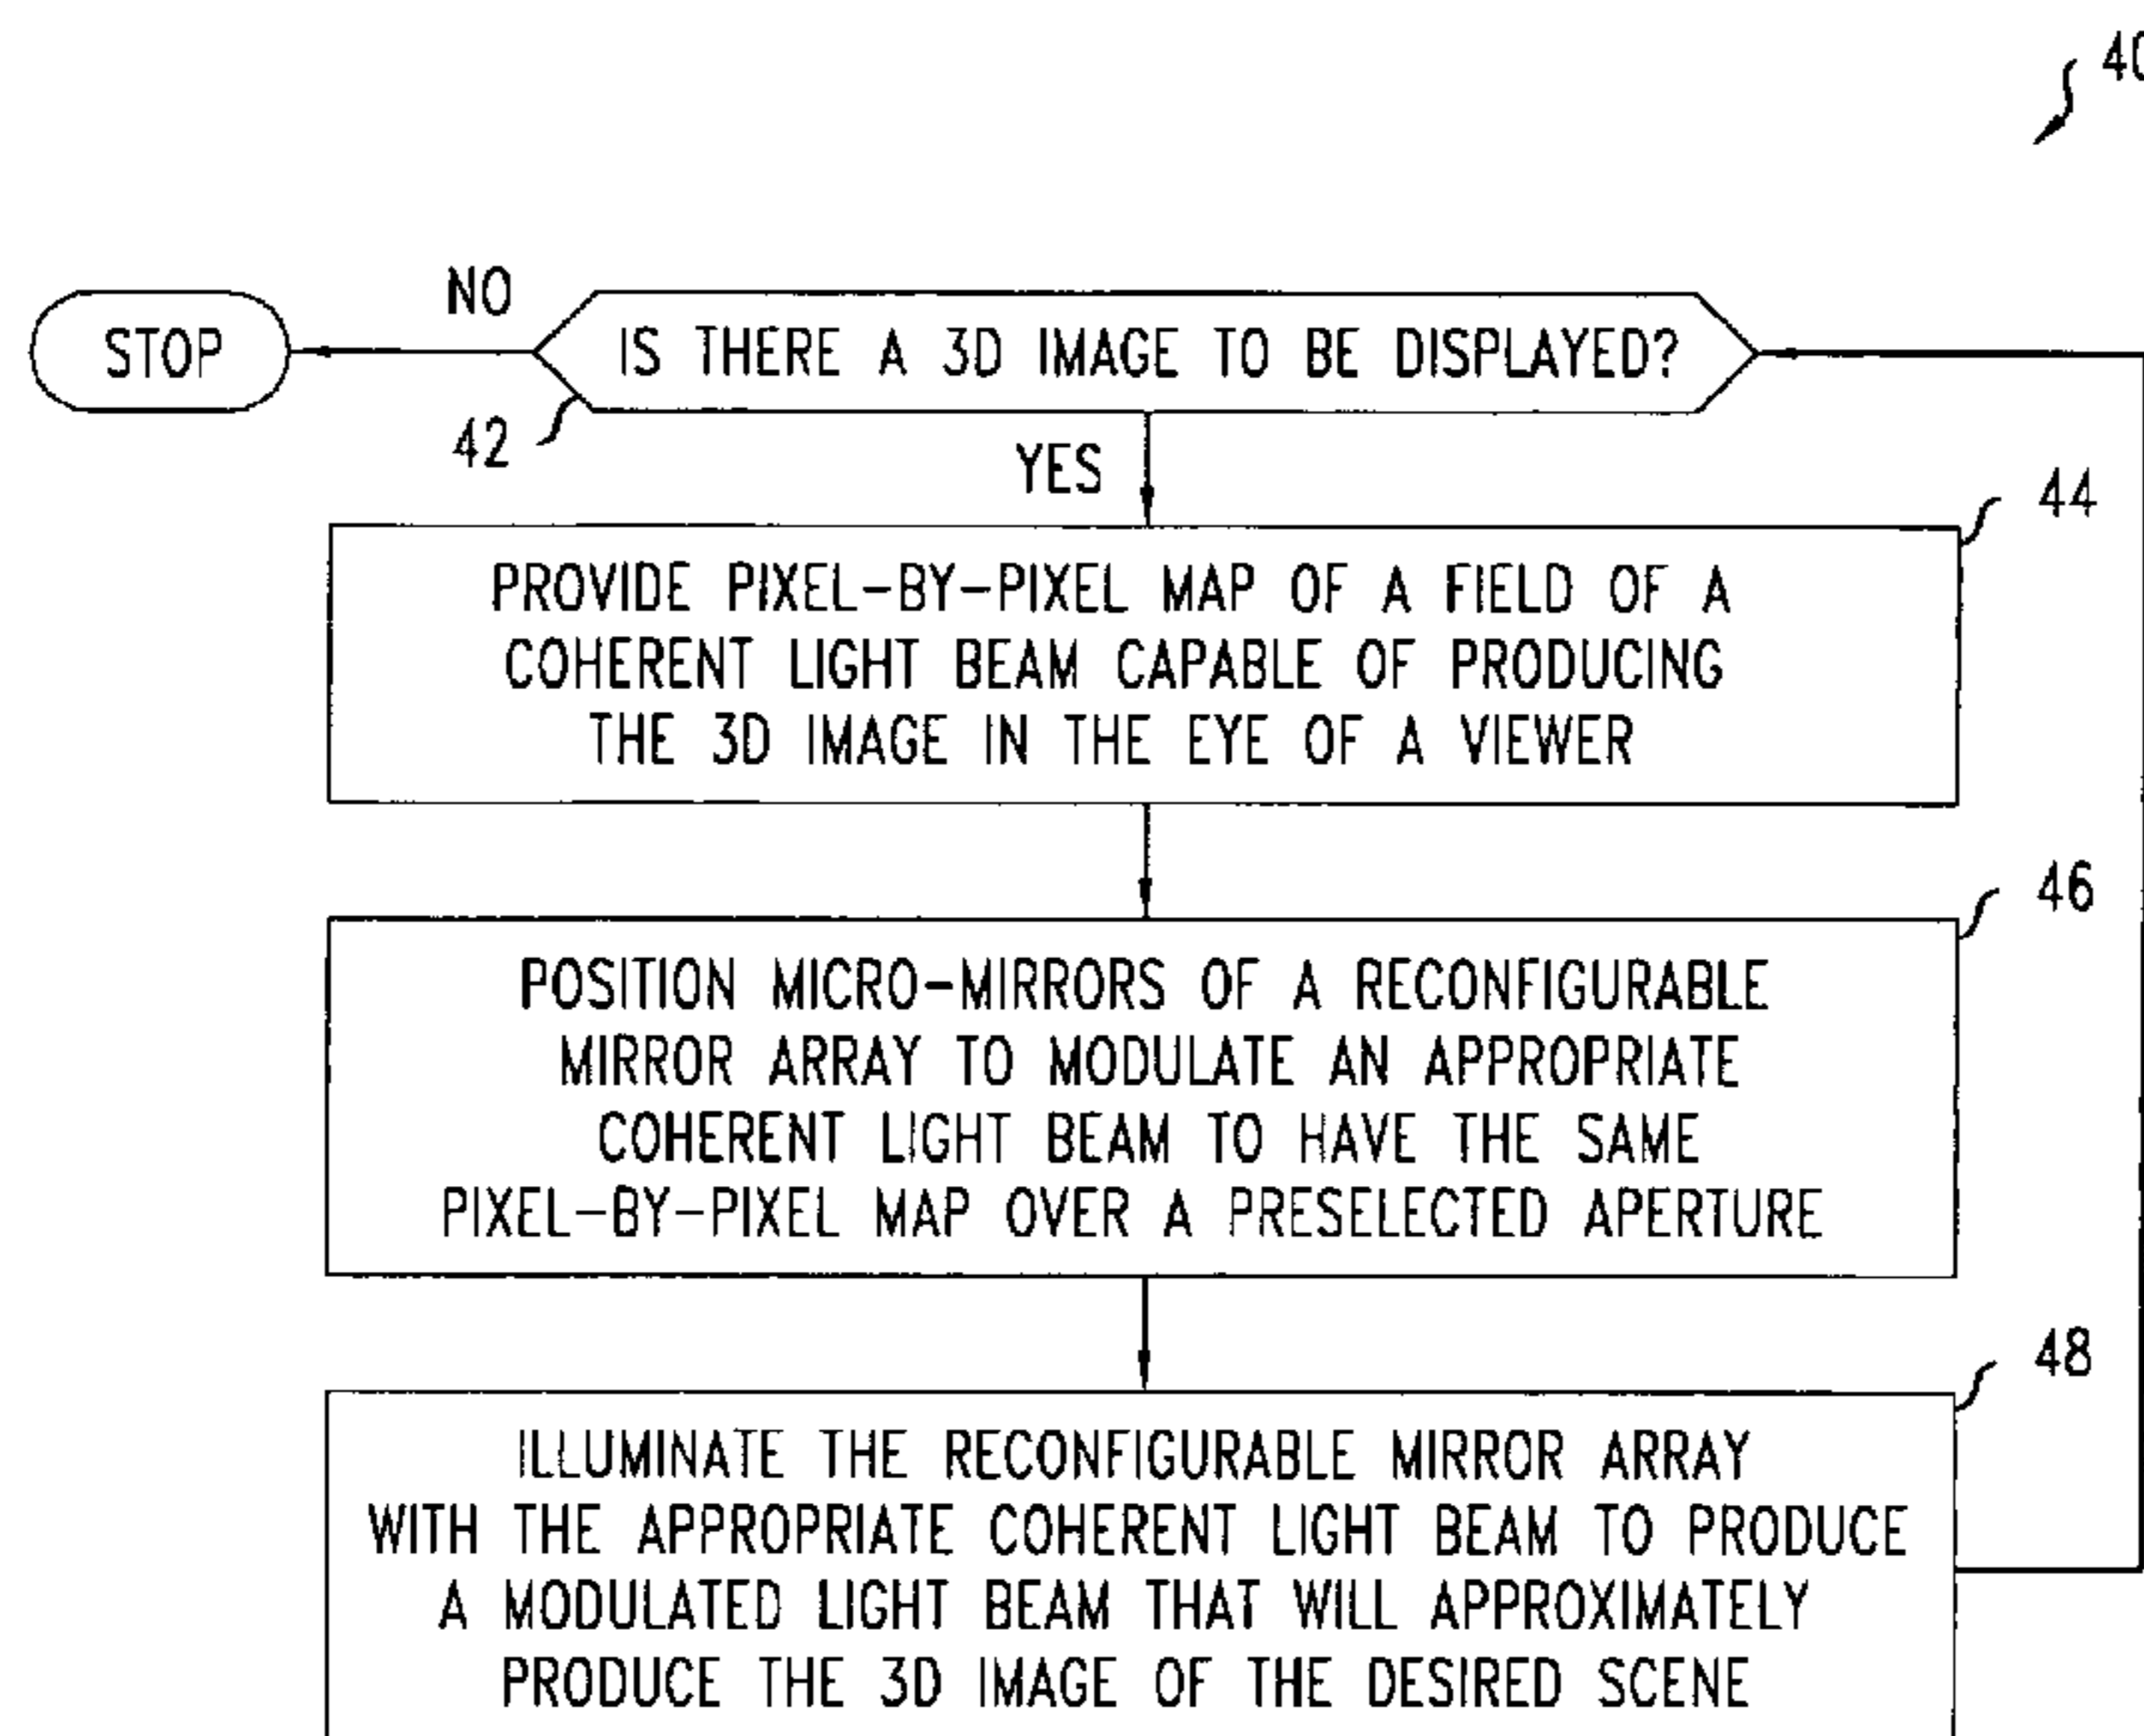 40
NO
STOP
IS THERE A 3D IMAGE TO BE DISPLAYED?
42
YES
44
PROVIDE PIXEL-BY-PIXEL MAP OF A FIELD OF A
COHERENT LIGHT BEAM CAPABLE OF PRODUCING
THE 3D IMAGE IN THE EYE OF A VIEWER
46
POSITION MICRO-MIRRORS OF A RECONFIGURABLE
MIRROR ARRAY TO MODULATE AN APPROPRIATE
COHERENT LIGHT BEAM TO HAVE THE SAME
PIXEL-BY-PIXEL MAP OVER A PRESELECTED APERTURE
48
ILLUMINATE THE RECONFIGURABLE MIRROR ARRAY
WITH THE APPROPRIATE COHERENT LIGHT BEAM TO PRODUCE
A MODULATED LIGHT BEAM THAT WILL APPROXIMATELY
PRODUCE THE 3D IMAGE OF THE DESIRED SCENE